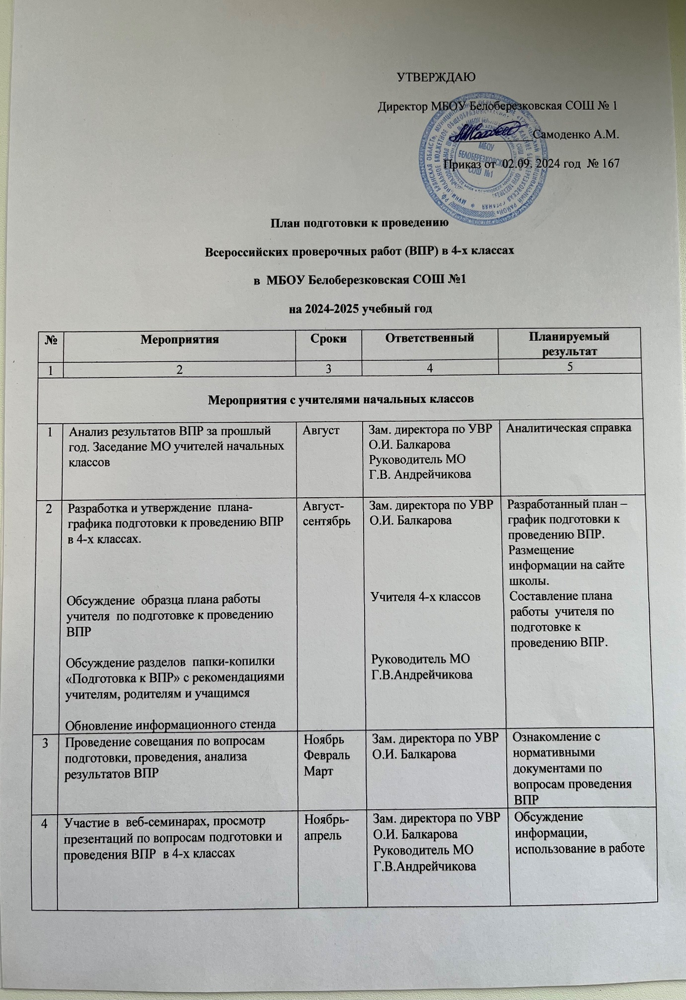 УТВЕРЖДАЮ
Директор МБОУ Белоберезковская СОШ № 1
Самоденко А.М.
Приказ от 02.09. 2024 год № 167
МБОУ
БЕЛОБЕРЕЗКОВСКАЯ
СОШ №1
План подготовки к проведению
Всероссийских проверочных работ (ВПР) в 4-х классах
в МБОУ Белоберезковская СОШ №1
на 2024-2025 учебный год
№ Мероприятия Сроки Ответственный Планируемый
результат
1 2 3 4 5
Мероприятия с учителями начальных классов
1 Анализ результатов ВПР за прошлый Август Зам. директора по УВР Аналитическая справка
год. Заседание МО учителей начальных О.И. Балкарова
классов Руководитель МО
Г.В. Андрейчикова
2 Разработка и утверждение плана- Август- Зам. директора по УВР Разработанный план –
графика подготовки к проведению ВПР сентябрь О.И. Балкарова график подготовки к
в 4-х классах. проведению ВПР.
Размещение
информации на сайте
школы.
Обсуждение образца плана работы Учителя 4-х классов Составление плана
учителя по подготовке к проведению работы учителя по
ВПР подготовке к
проведению ВПР.
Обсуждение разделов папки-копилки Руководитель МО
«Подготовка к ВПР» с рекомендациями Г.В.Андрейчикова
учителям, родителям и учащимся
Обновление информационного стенда
3 Проведение совещания по вопросам Ноябрь Зам. директора по УВР Ознакомление с
подготовки, проведения, анализа Февраль О.И. Балкарова нормативными
результатов ВПР Март документами по
вопросам проведения
ВПР
4 Участие в веб-семинарах, просмотр Ноябрь- Зам. директора по УВР Обсуждение
презентаций по вопросам подготовки и апрель О.И. Балкарова информации,
проведения ВПР в 4-х классах Руководитель МО использование в работе
Г.В.Андрейчикова